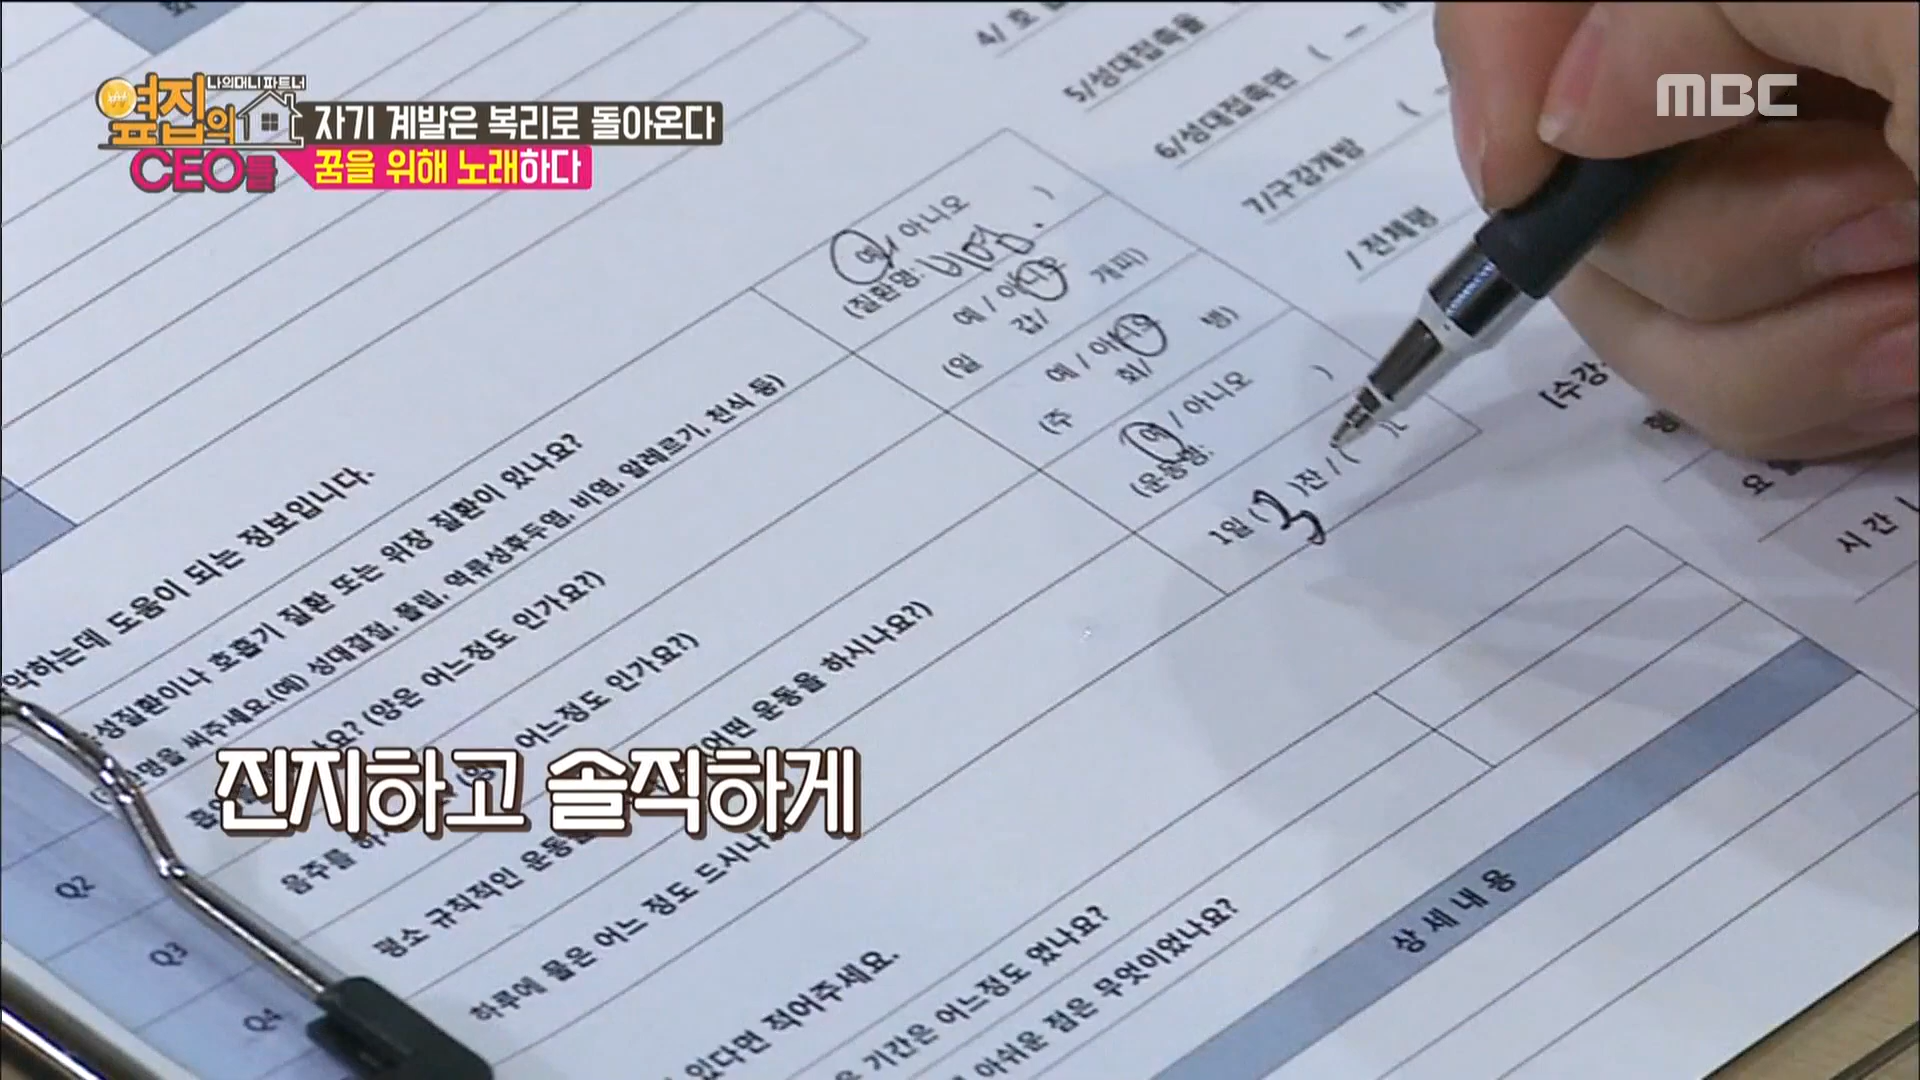 나의머니파트너
옆집의
CEO들
자기 계발은 복리로 돌아온다
꿈을 위해 노래하다
MBC
4/ 호
5/성대접촉율
6/성대접촉면 ( –
7/구강개방 ( –
/ 전체평
예 / 아니오
(질환명: 비염. )
예 / 아니오
(일 갑/ 개피)
예 / 아니오
(주 회/ 병)
예 / 아니오
(운동명: )
1일 ( 3 )잔 / ( )L
[수강
요일
시 간 (
악하는데 도움이 되는 정보입니다.
성질환이나 호흡기 질환 또는 위장 질환이 있나요?
명을 써주세요.(예) 성대결절, 폴립, 역류성후두염, 비염, 알레르기, 천식 등)
요? (양은 어느정도 인가요?)
Q2
음주를 하시 어느정도 인가요?)
Q3
평소 규칙적인 운동을 어떤 운동을 하시나요?)
Q4
하루에 물은 어느 정도 드시나
진지하고 솔직하게
있다면 적어주세요.
기간은 어느정도 였나요?
아쉬운 점은 무엇이었나요?
상 세 내 용